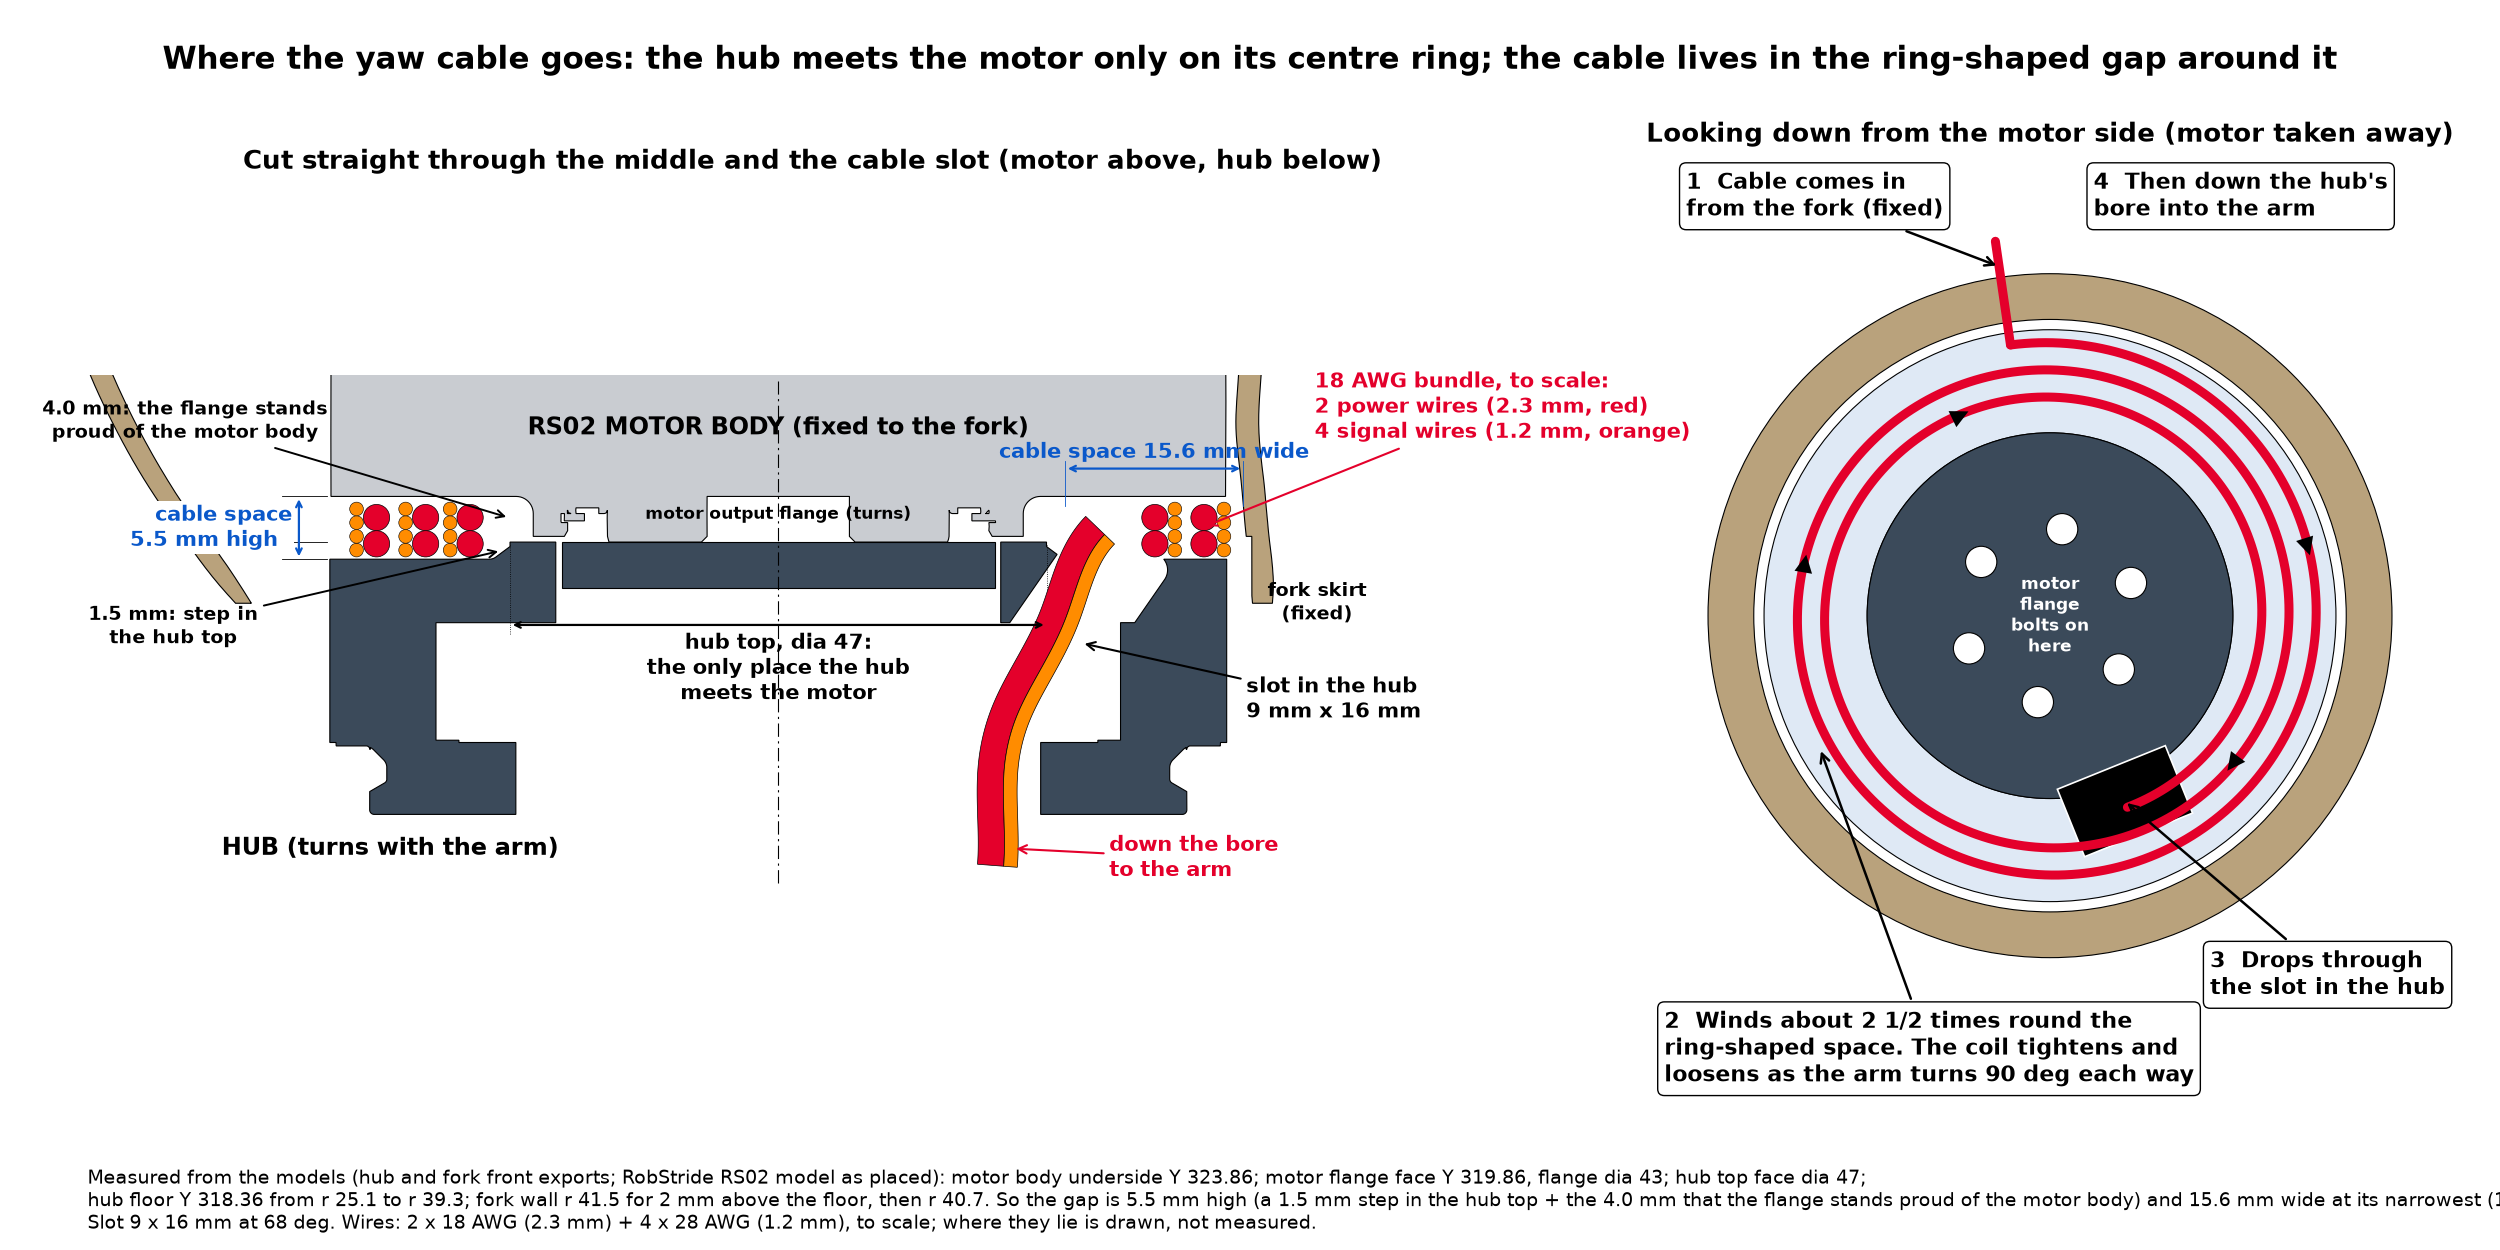 Where the yaw cable goes: the hub meets the motor only on its centre ring; the cable lives in the ring-shaped gap around it
Cut straight through the middle and the cable slot (motor above, hub below)
4.0 mm: the flange stands
proud of the motor body
RS02 MOTOR BODY (fixed to the fork)
18 AWG bundle, to scale:
2 power wires (2.3 mm, red)
4 signal wires (1.2 mm, orange)
cable space 15.6 mm wide
cable space
5.5 mm high
motor output flange (turns)
1.5 mm: step in
the hub top
fork skirt
(fixed)
hub top, dia 47:
the only place the hub
meets the motor
slot in the hub
9 mm x 16 mm
HUB (turns with the arm)
down the bore
to the arm
Looking down from the motor side (motor taken away)
1 Cable comes in
from the fork (fixed)
4 Then down the hub's
bore into the arm
motor
flange
bolts on
here
3 Drops through
the slot in the hub
2 Winds about 2 1/2 times round the
ring-shaped space. The coil tightens and
loosens as the arm turns 90 deg each way
Measured from the models (hub and fork front exports; RobStride RS02 model as placed): motor body underside Y 323.86; motor flange face Y 319.86, flange dia 43; hub top face dia 47;
hub floor Y 318.36 from r 25.1 to r 39.3; fork wall r 41.5 for 2 mm above the floor, then r 40.7. So the gap is 5.5 mm high (a 1.5 mm step in the hub top + the 4.0 mm that the flange stands proud of the motor body) and 15.6 mm wide at its narrowest
Slot 9 x 16 mm at 68 deg. Wires: 2 x 18 AWG (2.3 mm) + 4 x 28 AWG (1.2 mm), to scale; where they lie is drawn, not measured.